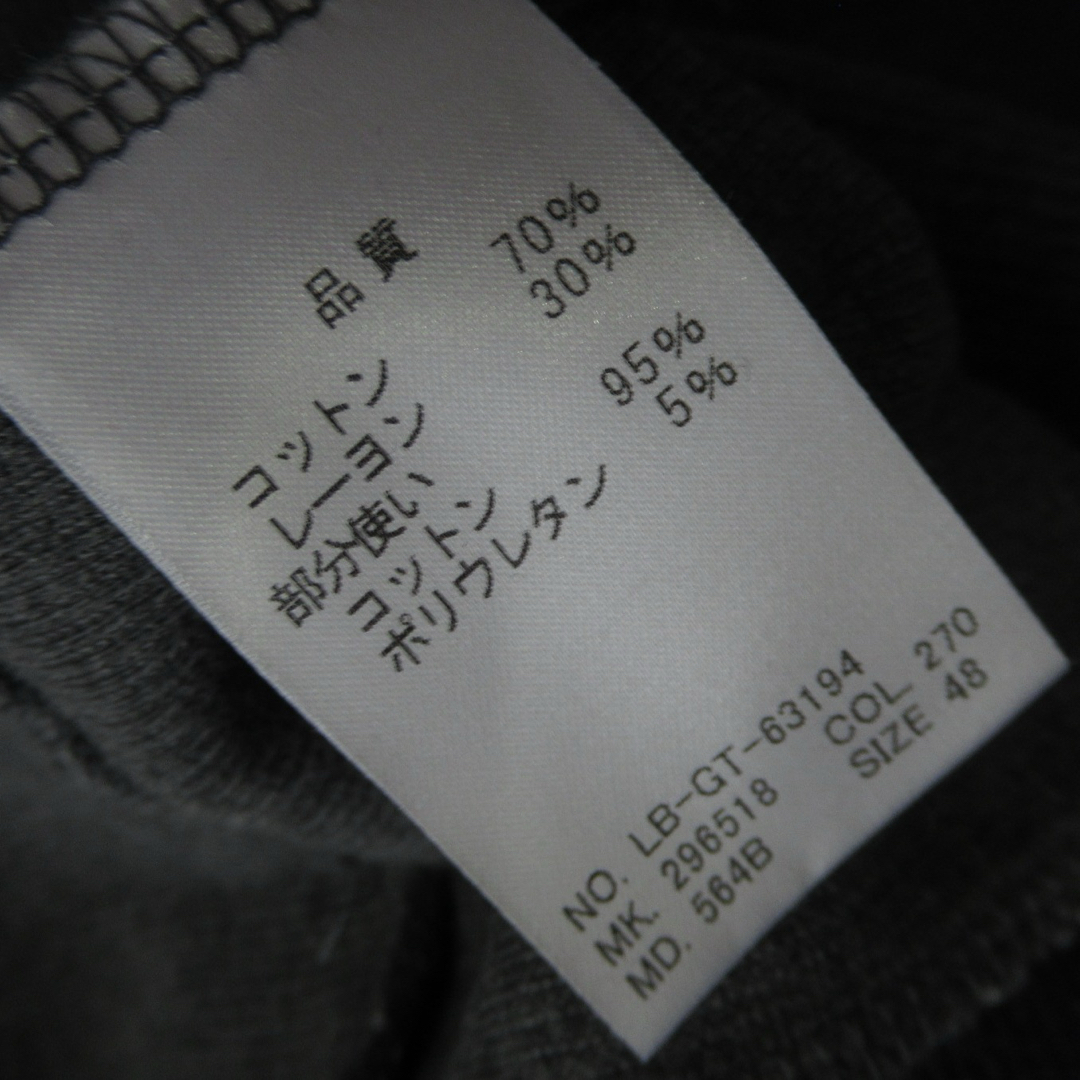 品質
コットン 70%
レーヨン 30%
部分使い
コットン 95%
ポリウレタン 5%
NO. LB-GT-63194
MK. 296518 COL. 270
MD. 564B SIZE 48